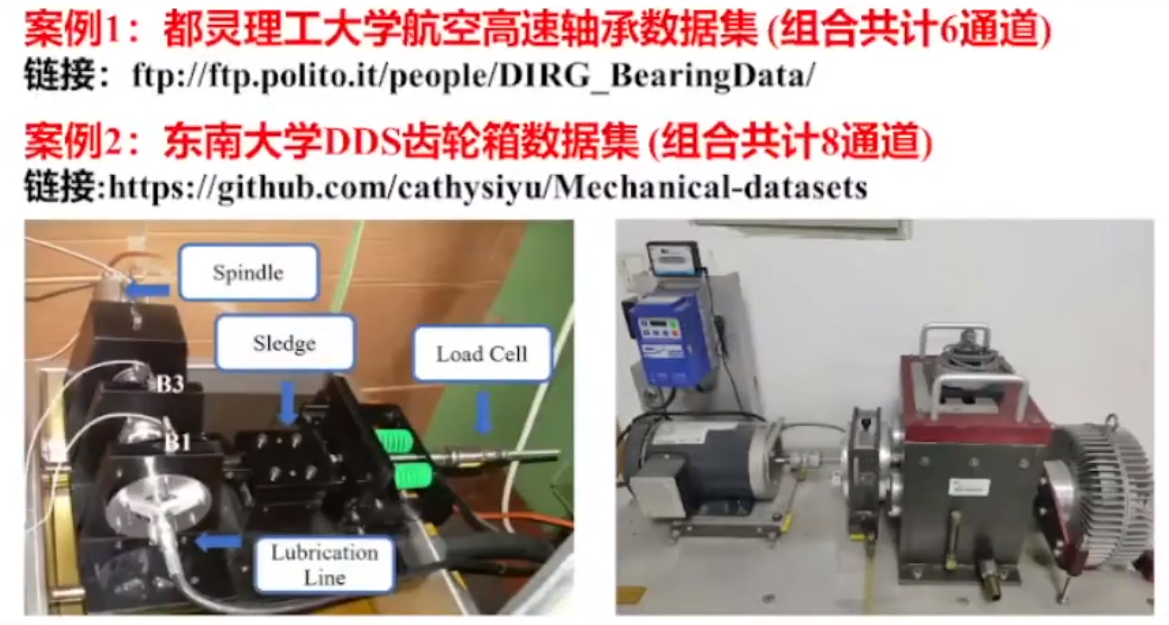 案例1：都灵理工大学航空高速轴承数据集 (组合共计6通道)
链接：ftp://ftp.polito.it/people/DIRG_BearingData/
案例2：东南大学DDS齿轮箱数据集 (组合共计8通道)
链接:https://github.com/cathysiyu/Mechanical-datasets
Spindle
Sledge
Load Cell
B3
B1
Lubrication
Line